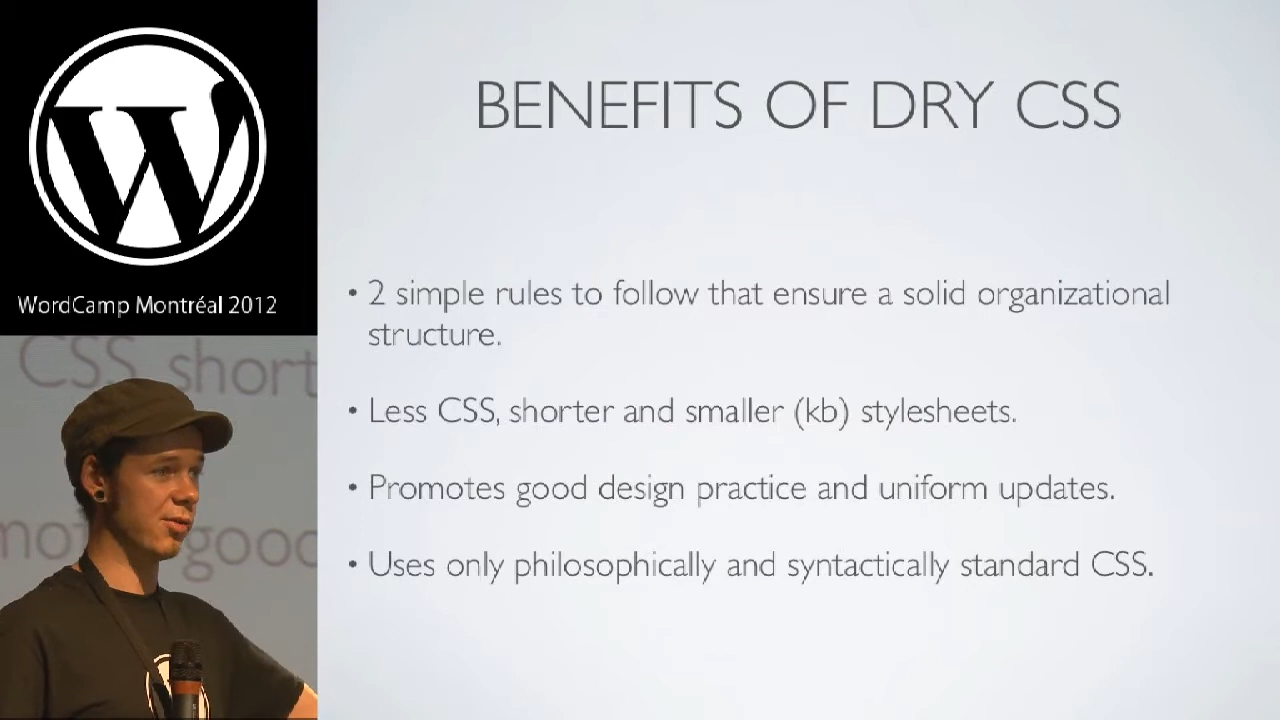 WordCamp Montréal 2012
CSS, short
mot good
BENEFITS OF DRY CSS
• 2 simple rules to follow that ensure a solid organizational
structure.
• Less CSS, shorter and smaller (kb) stylesheets.
• Promotes good design practice and uniform updates.
• Uses only philosophically and syntactically standard CSS.